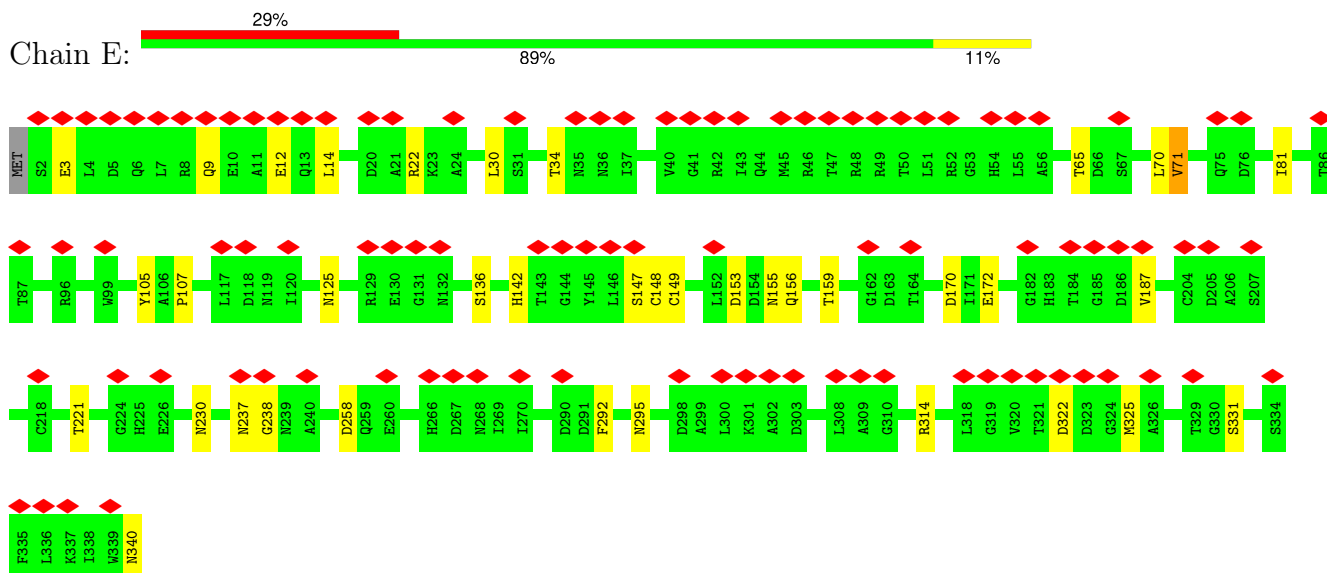 29%
Chain E:
89% 11%
MET S2 E3 L4 D5 Q6 L7 R8 Q9 E10 A11 E12 Q13 L14 D20 A21 R22 K23 A24 L30 S31 T34 N35 N36 I37 V40 G41 R42 I43 Q44 M45 R46 T47 R48 R49 T50 L51 R52 G53 H54 L55 A56 T65 D66 S67 L70 V71 Q75 D76 I81 T86
T87 R96 W99 Y105 A106 P107 L117 D118 N119 I120 N125 R129 E130 G131 N132 S136 H142 T143 G144 Y145 L146 S147 C148 C149 L152 D153 D154 N155 Q156 T159 G162 D163 T164 D170 I171 E172 G182 H183 T184 G185 D186 V187 C204 D205 A206 S207
C218 T221 G224 H225 E226 N230 N237 G238 N239 A240 D258 Q259 E260 H266 D267 N268 I269 I270 D290 D291 F292 N295 D298 A299 L300 K301 A302 D303 L308 A309 G310 R314 L318 G319 V320 T321 D322 D323 G324 M325 A326 T329 G330 S331 S334
F335 L336 K337 I338 W339 N340